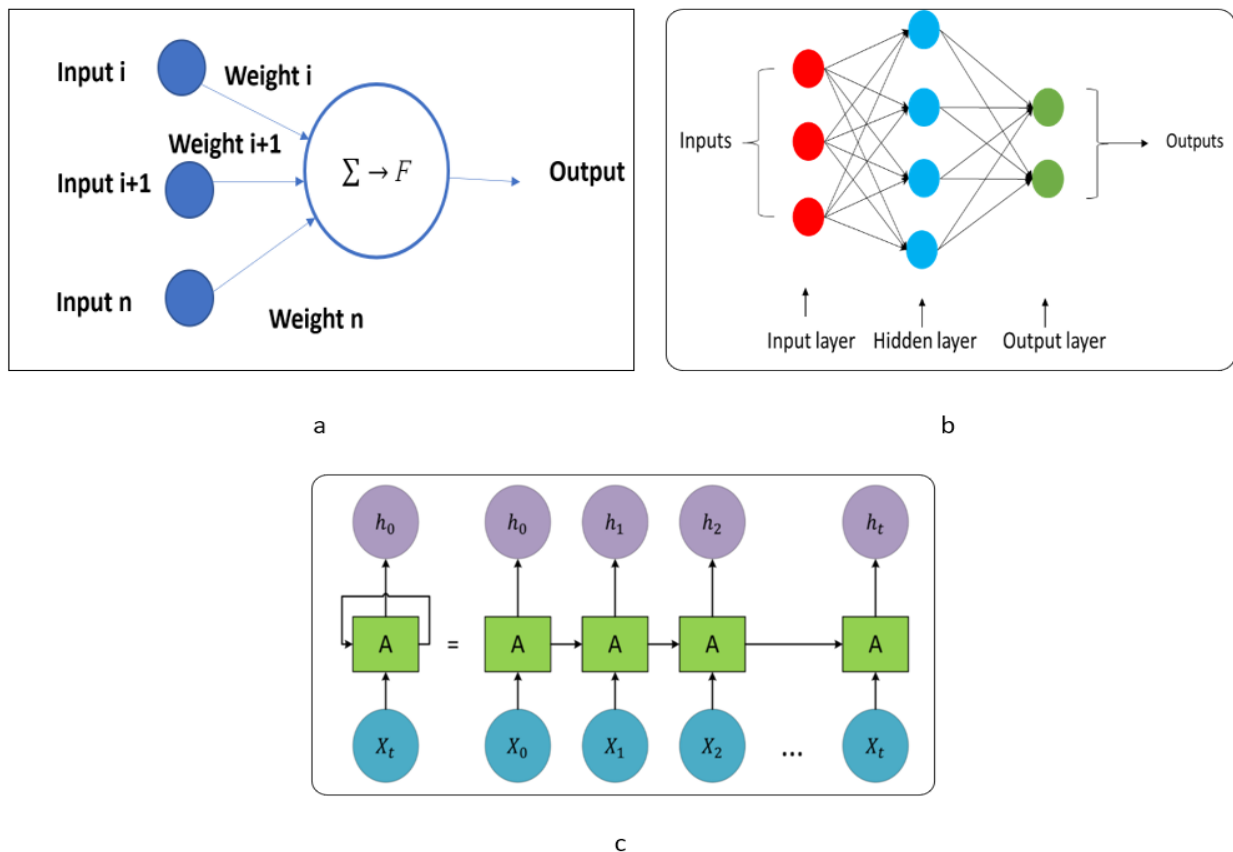 Input i
Weight i
Weight i+1
Input i+1
∑ → F
Output
Input n
Weight n
a
Inputs
Outputs
Input layer
Hidden layer
Output layer
b
h₀
h₀
h₁
h₂
hₜ
A
=
A
A
A
A
Xₜ
X₀
X₁
X₂
...
Xₜ
c